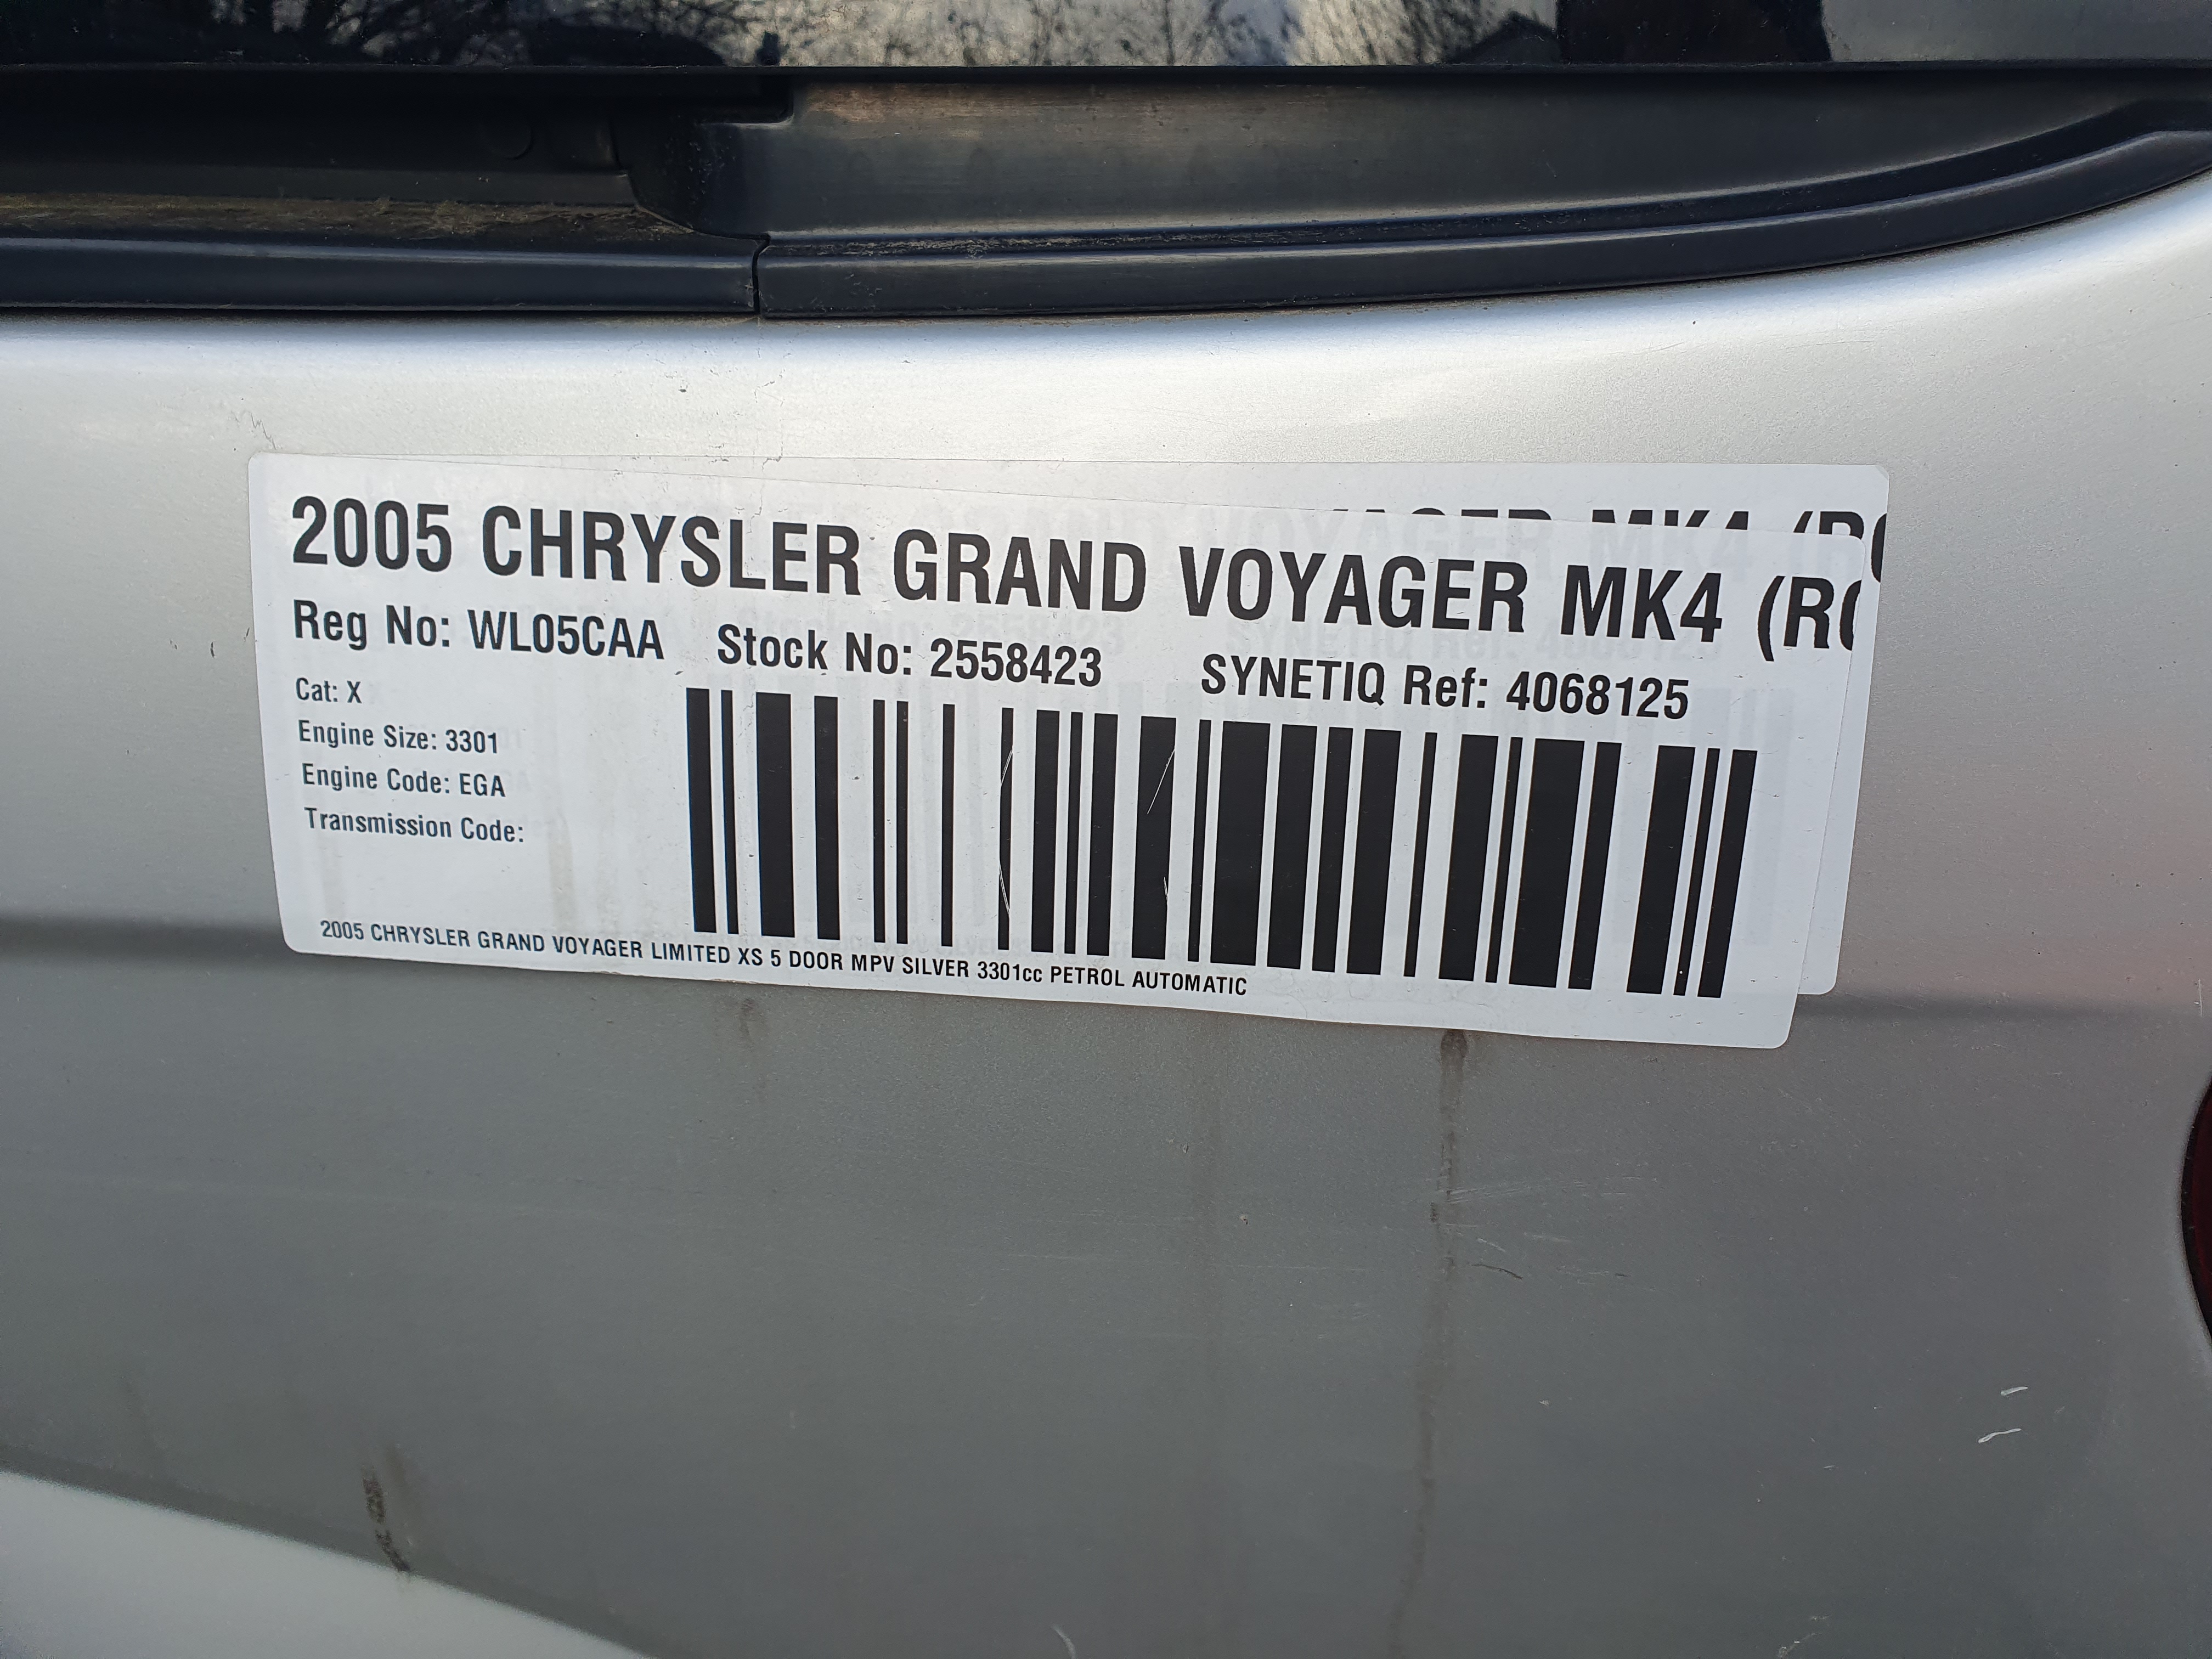 2005 CHRYSLER GRAND VOYAGER MK4 (RG
Reg No: WL05CAA Stock No: 2558423 SYNETIQ Ref: 4068125
Cat: X
Engine Size: 3301
Engine Code: EGA
Transmission Code:
2005 CHRYSLER GRAND VOYAGER LIMITED XS 5 DOOR MPV SILVER 3301cc PETROL AUTOMATIC